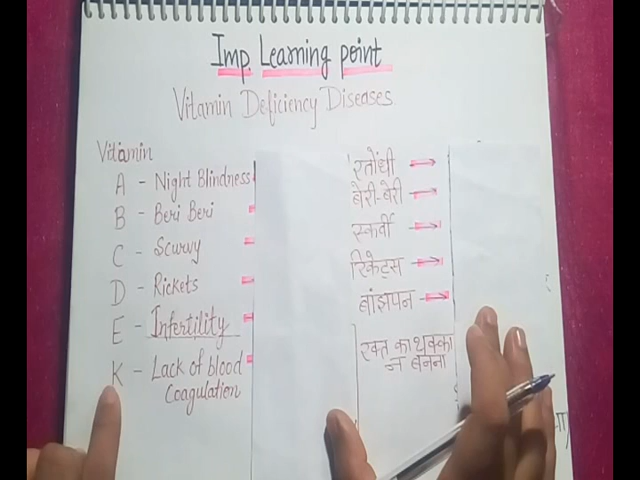 Imp. Learning point
Vitamin Deficiency Diseases
Vitamin
A - Night Blindness
रतोंधी
B - Beri Beri
बेरी-बेरी
C - Scurvy
स्कर्वी
D - Rickets
रिकेट्स
E - Infertility
बांझपन
K - Lack of blood
Coagulation
रक्त का थक्का
न बनना